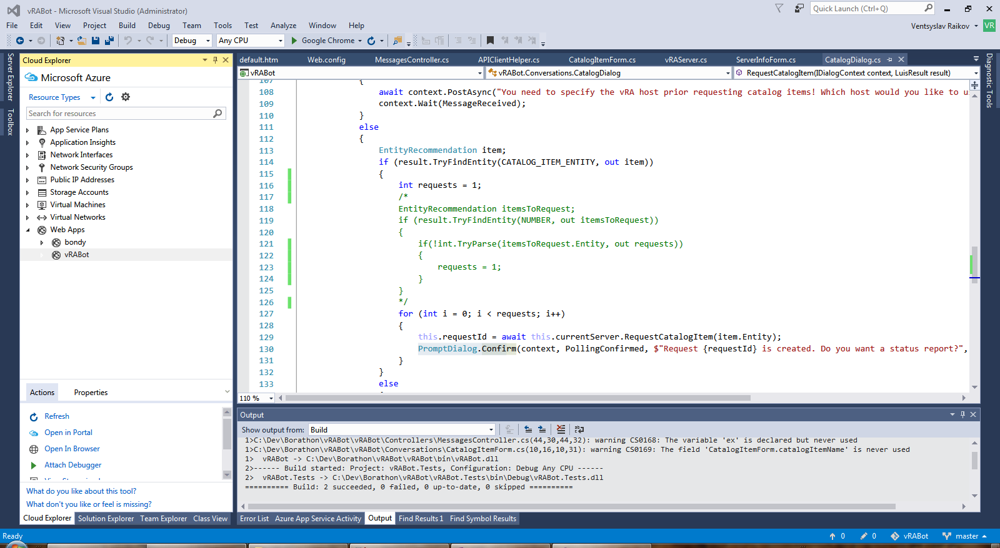 vRABot - Microsoft Visual Studio (Administrator)
Quick Launch (Ctrl+Q)
File Edit View Project Build Debug Team Tools Test Analyze Window Help
Ventsyslav Raikov VR
Debug Any CPU Google Chrome
Server Explorer
Toolbox
Cloud Explorer
Microsoft Azure
Resource Types
Search for resources
App Service Plans
Application Insights
Network Interfaces
Network Security Groups
Public IP Addresses
Storage Accounts
Virtual Machines
Virtual Networks
Web Apps
bondy
vRABot
Actions Properties
Refresh
Open in Portal
Open In Browser
Attach Debugger
What do you like about this tool?
What don't you like or feel is missing?
Cloud Explorer Solution Explorer Team Explorer Class View
default.htm Web.config MessagesController.cs APIClientHelper.cs CatalogItemForm.cs vRAServer.cs ServerInfoForm.cs CatalogDialog.cs
vRABot vRABot.Conversations.CatalogDialog RequestCatalogItem(IDialogContext context, LuisResult result)
107 {
108 await context.PostAsync("You need to specify the vRA host prior requesting catalog items! Which host would you like to u
109 context.Wait(MessageReceived);
110 }
111 else
112 {
113 EntityRecommendation item;
114 if (result.TryFindEntity(CATALOG_ITEM_ENTITY, out item))
115 {
116 int requests = 1;
117 /*
118 EntityRecommendation itemsToRequest;
119 if (result.TryFindEntity(NUMBER, out itemsToRequest))
120 {
121 if(!int.TryParse(itemsToRequest.Entity, out requests))
122 {
123 requests = 1;
124 }
125 }
126 */
127 for (int i = 0; i < requests; i++)
128 {
129 this.requestId = await this.currentServer.RequestCatalogItem(item.Entity);
130 PromptDialog.Confirm(context, PollingConfirmed, $"Request {requestId} is created. Do you want a status report?",
131 }
132 }
133 else
110 %
Diagnostic Tools
Output
Show output from: Build
1>C:\Dev\Borathon\vRABot\vRABot\Controllers\MessagesController.cs(44,30,44,32): warning CS0168: The variable 'ex' is declared but never used
1>C:\Dev\Borathon\vRABot\vRABot\Conversations\CatalogItemForm.cs(10,16,10,31): warning CS0169: The field 'CatalogItemForm.catalogItemName' is never used
1> vRABot -> C:\Dev\Borathon\vRABot\vRABot\bin\vRABot.dll
2>------ Build started: Project: vRABot.Tests, Configuration: Debug Any CPU ------
2> vRABot.Tests -> C:\Dev\Borathon\vRABot\vRABot.Tests\bin\Debug\vRABot.Tests.dll
========== Build: 2 succeeded, 0 failed, 0 up-to-date, 0 skipped ==========
Error List Azure App Service Activity Output Find Results 1 Find Symbol Results
Ready 0 0 vRABot master